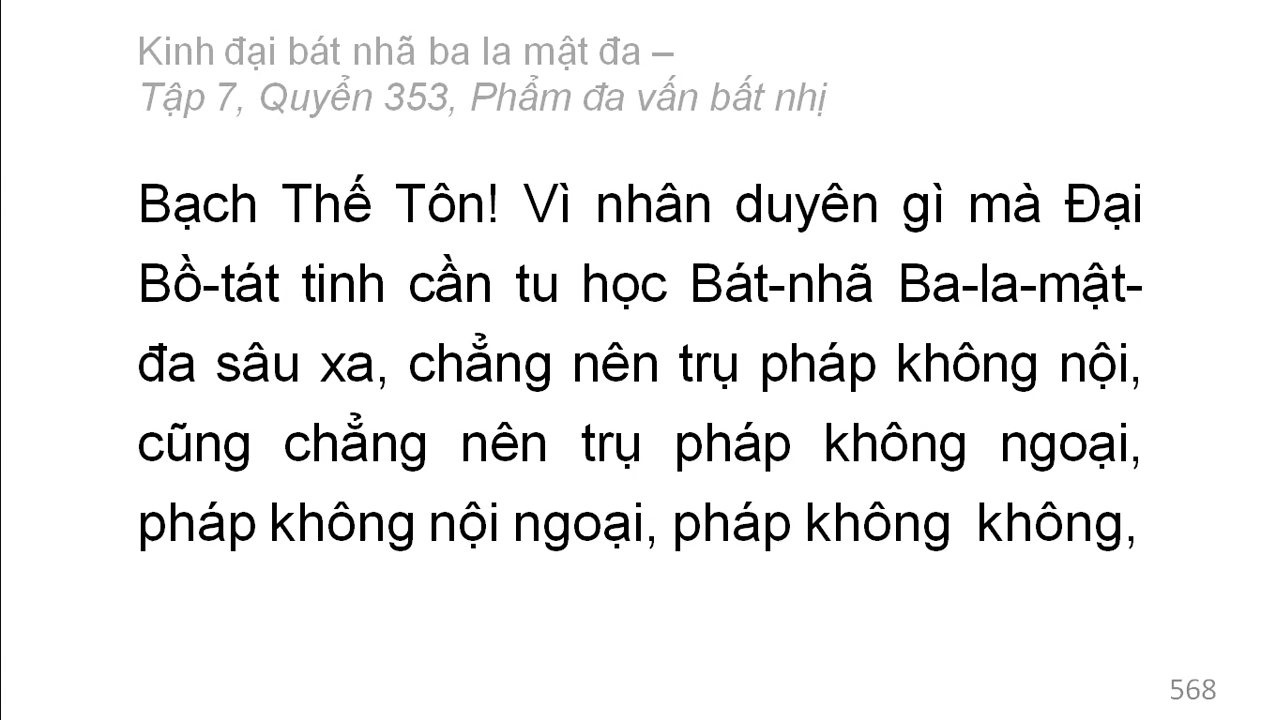 Kinh đại bát nhã ba la mật đa –
Tập 7, Quyển 353, Phẩm đa vấn bất nhị
Bạch Thế Tôn! Vì nhân duyên gì mà Đại
Bồ-tát tinh cần tu học Bát-nhã Ba-la-mật-
đa sâu xa, chẳng nên trụ pháp không nội,
cũng chẳng nên trụ pháp không ngoại,
pháp không nội ngoại, pháp không không,
568